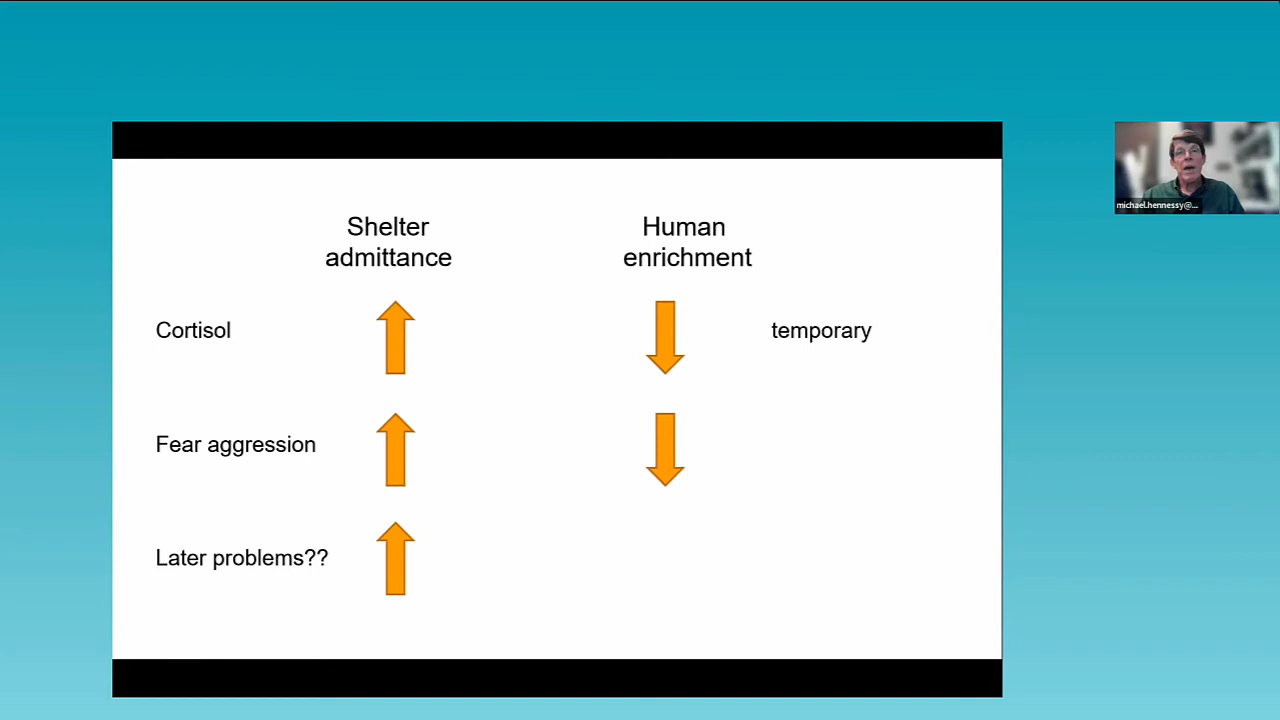 Shelter
admittance
Human
enrichment
Cortisol
temporary
Fear aggression
Later problems??
michael.hennessy@...